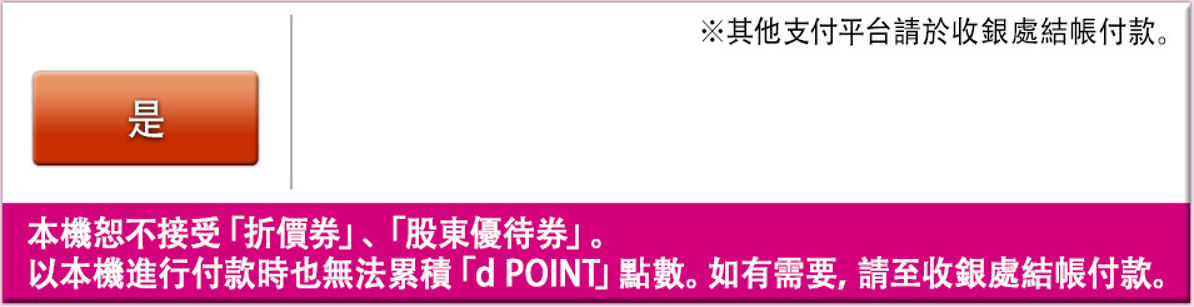 ※其他支付平台請於收銀處結帳付款。
是
本機恕不接受「折價券」、「股東優待券」。
以本機進行付款時也無法累積「d POINT」點數。如有需要，請至收銀處結帳付款。